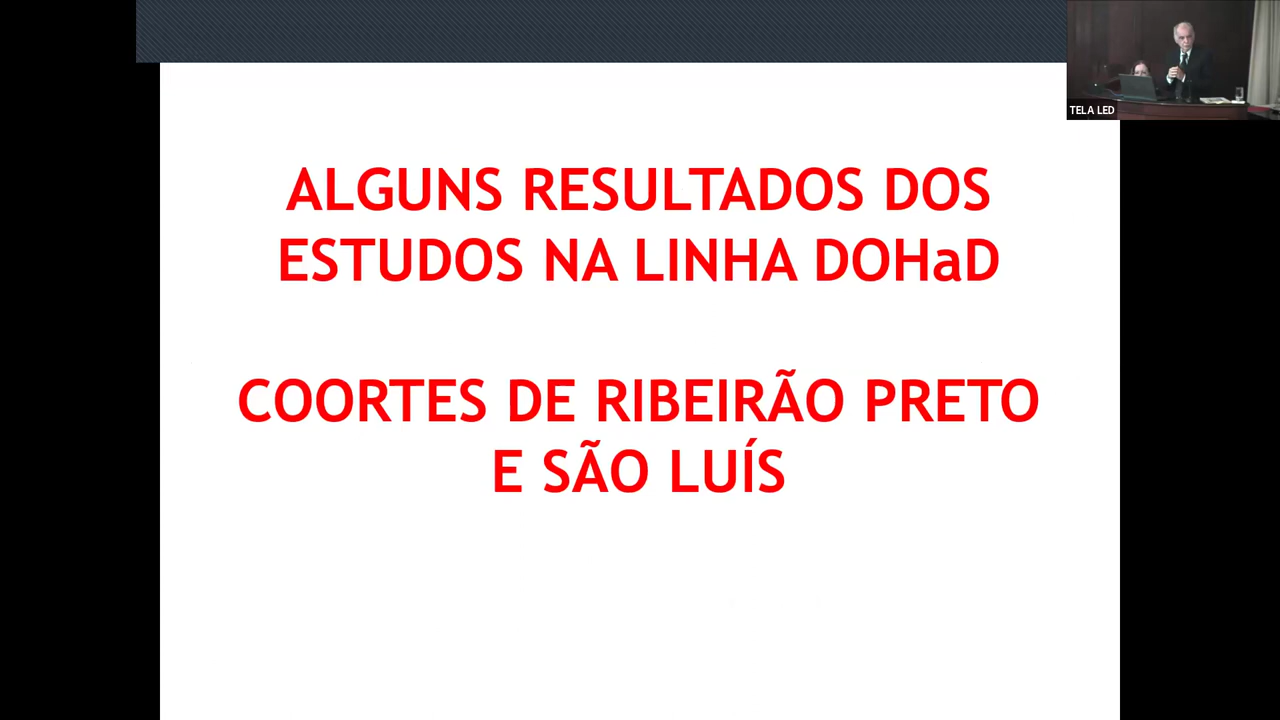 TELA LED
ALGUNS RESULTADOS DOS
ESTUDOS NA LINHA DOHaD
COORTES DE RIBEIRÃO PRETO
E SÃO LUÍS